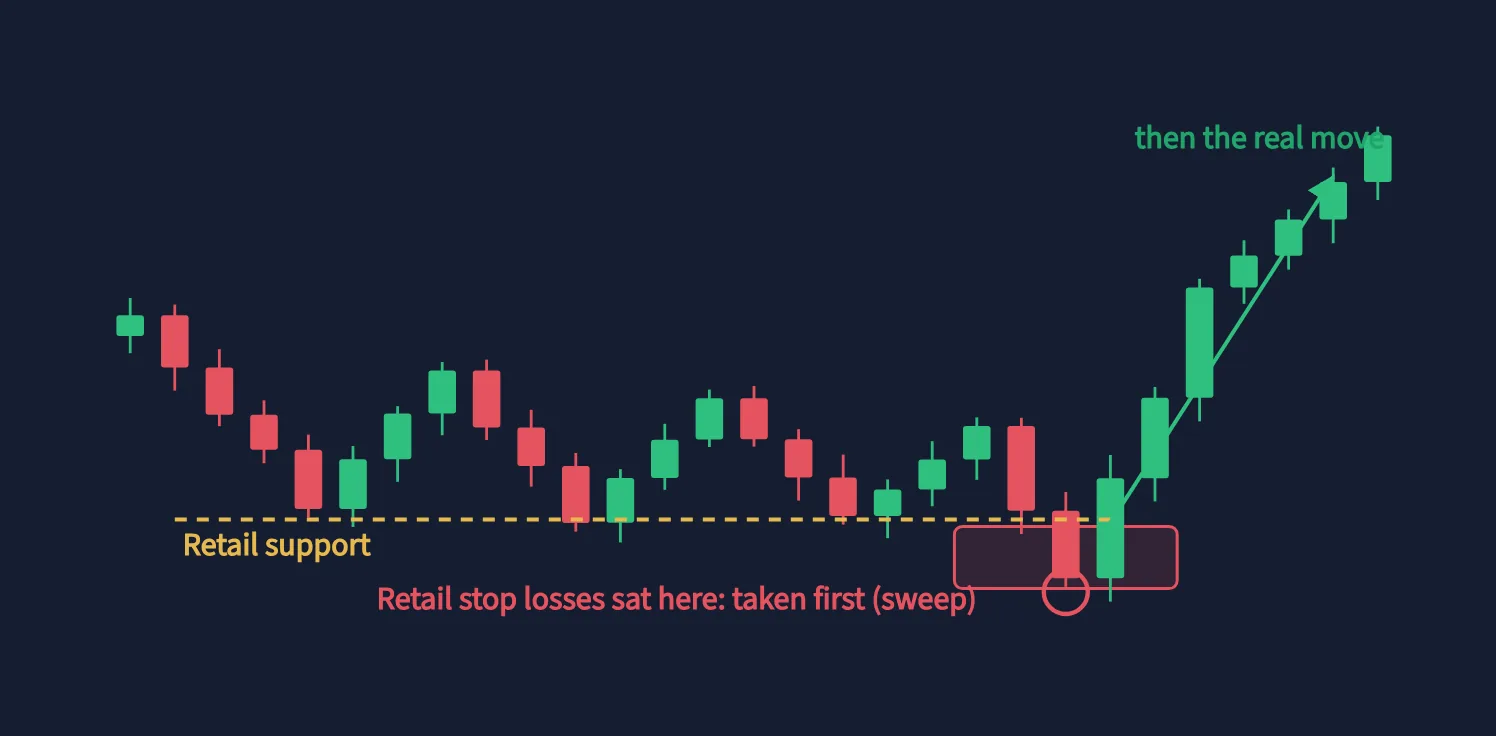 then the real move
Retail support
Retail stop losses sat here: taken first (sweep)